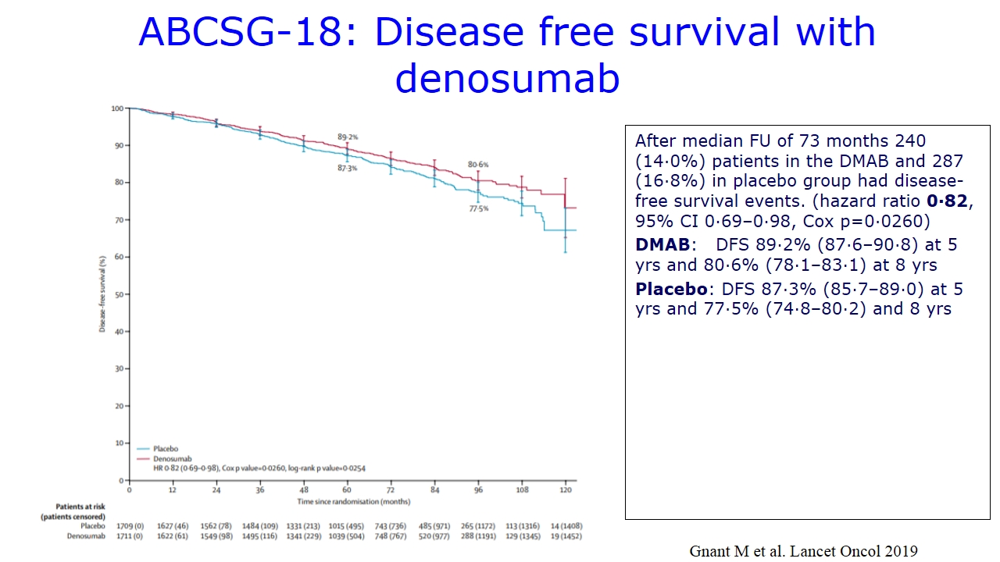 ABCSG-18: Disease free survival with
denosumab
100
90
80
70
60
50
40
30
20
10
0
Disease-free survival (%)
89·2%
87·3%
80·6%
77·5%
Placebo
Denosumab
HR 0·82 (0·69–0·98), Cox p value=0·0260, log-rank p value=0·0254
0 12 24 36 48 60 72 84 96 108 120
Time since randomisation (months)
Patients at risk
(patients censored)
Placebo 1709 (0) 1627 (46) 1562 (78) 1484 (109) 1331 (213) 1015 (495) 743 (736) 485 (971) 265 (1172) 113 (1316) 14 (1408)
Denosumab 1711 (0) 1622 (61) 1549 (98) 1495 (116) 1341 (229) 1039 (504) 748 (767) 520 (977) 288 (1191) 129 (1345) 19 (1452)
After median FU of 73 months 240
(14·0%) patients in the DMAB and 287
(16·8%) in placebo group had disease-
free survival events. (hazard ratio 0·82,
95% CI 0·69–0·98, Cox p=0·0260)
DMAB: DFS 89·2% (87·6–90·8) at 5
yrs and 80·6% (78·1–83·1) at 8 yrs
Placebo: DFS 87·3% (85·7–89·0) at 5
yrs and 77·5% (74·8–80·2) and 8 yrs
Gnant M et al. Lancet Oncol 2019